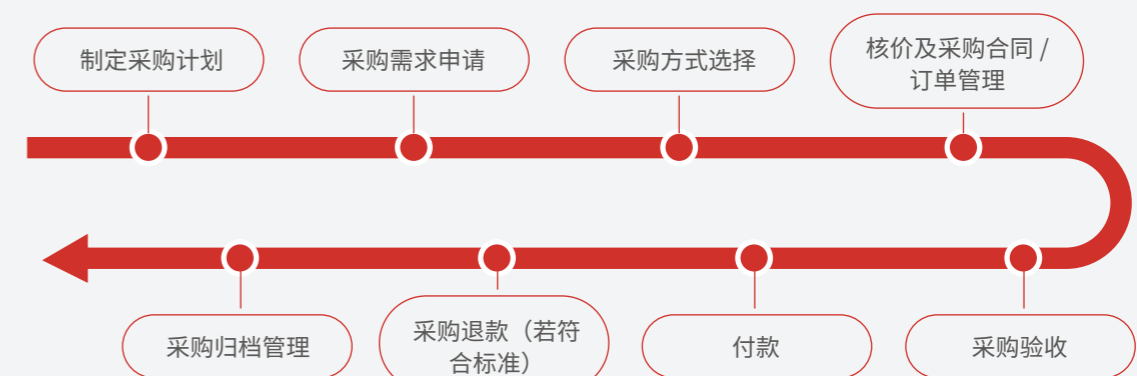 制定采购计划
采购需求申请
采购方式选择
核价及采购合同 /
订单管理
采购归档管理
采购退款（若符
合标准）
付款
采购验收